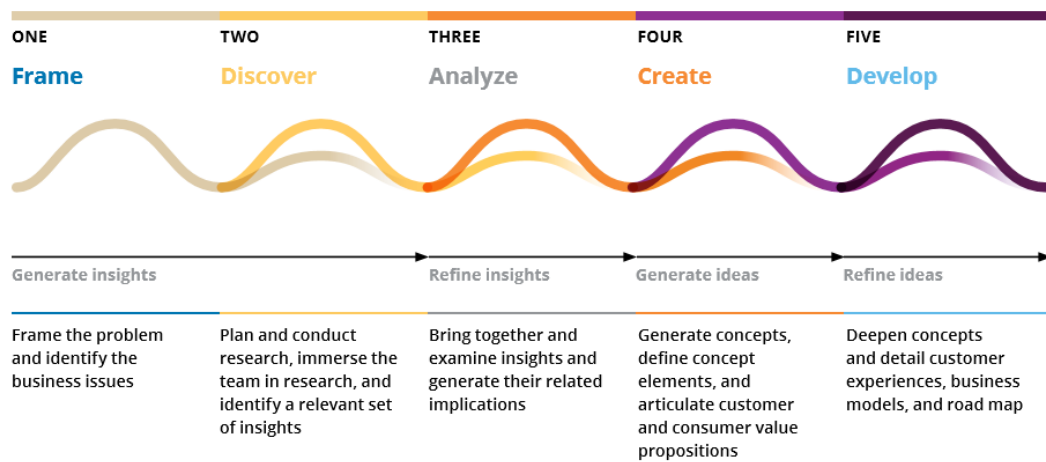 ONE
TWO
THREE
FOUR
FIVE
Frame
Discover
Analyze
Create
Develop
Generate insights
Refine insights
Generate ideas
Refine ideas
Frame the problem
and identify the
business issues
Plan and conduct
research, immerse the
team in research, and
identify a relevant set
of insights
Bring together and
examine insights and
generate their related
implications
Generate concepts,
define concept
elements, and
articulate customer
and consumer value
propositions
Deepen concepts
and detail customer
experiences, business
models, and road map